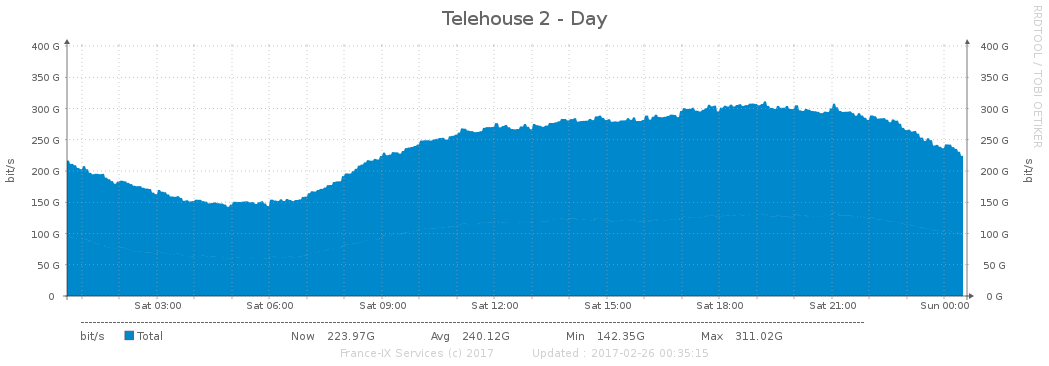 Telehouse 2 - Day
RRDTOOL / TOBI OETIKER
400 G 400 G
350 G 350 G
300 G 300 G
250 G 250 G
200 G 200 G
150 G 150 G
100 G 100 G
50 G 50 G
0 0 G
bit/s
bit/s
Sat 03:00 Sat 06:00 Sat 09:00 Sat 12:00 Sat 15:00 Sat 18:00 Sat 21:00 Sun 00:00
bit/s Total Now 223.97G Avg 240.12G Min 142.35G Max 311.02G
France-IX Services (c) 2017 Updated : 2017-02-26 00:35:15